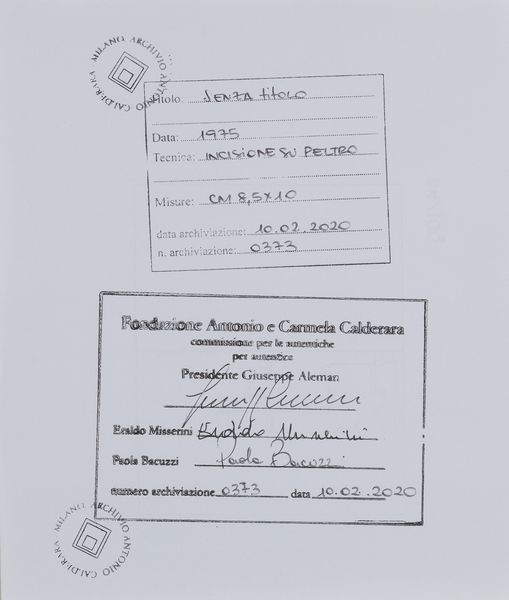 MILANO ARCHIVIO ANTONIO CALDERARA
Titolo: SENZA titolo
Data: 1975
Tecnica: INCISIONE SU PELTRO
Misure: CM 8,5X10
data archiviazione: 10.02.2020
n. archiviazione: 0373
Fondazione Antonio e Carmela Calderara
commissione per le autentiche
per autentica
Presidente Giuseppe Aleman
Eraldo Misserini Eraldo Misserini
Paola Bacuzzi Paola Bacuzzi
numero archiviazione 0373 data 10.02.2020
MILANO ARCHIVIO ANTONIO CALDERARA